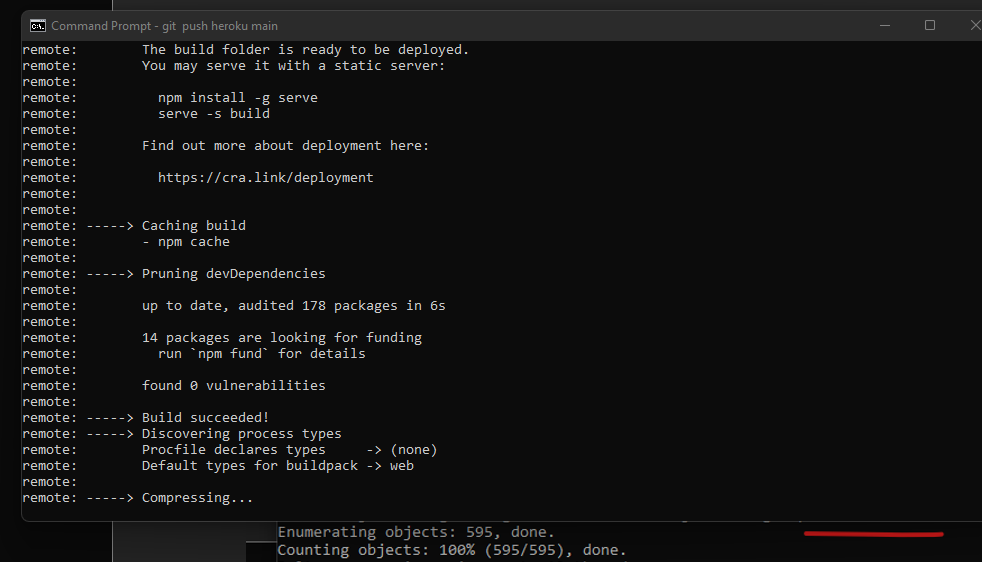 Command Prompt - git  push heroku main
remote:        The build folder is ready to be deployed.
remote:        You may serve it with a static server:
remote:
remote:          npm install -g serve
remote:          serve -s build
remote:
remote:        Find out more about deployment here:
remote:
remote:          https://cra.link/deployment
remote:
remote:
remote: -----> Caching build
remote:        - npm cache
remote:
remote: -----> Pruning devDependencies
remote:
remote:        up to date, audited 178 packages in 6s
remote:
remote:        14 packages are looking for funding
remote:          run `npm fund` for details
remote:
remote:        found 0 vulnerabilities
remote:
remote: -----> Build succeeded!
remote: -----> Discovering process types
remote:        Procfile declares types     -> (none)
remote:        Default types for buildpack -> web
remote:
remote: -----> Compressing...
Enumerating objects: 595, done.
Counting objects: 100% (595/595), done.